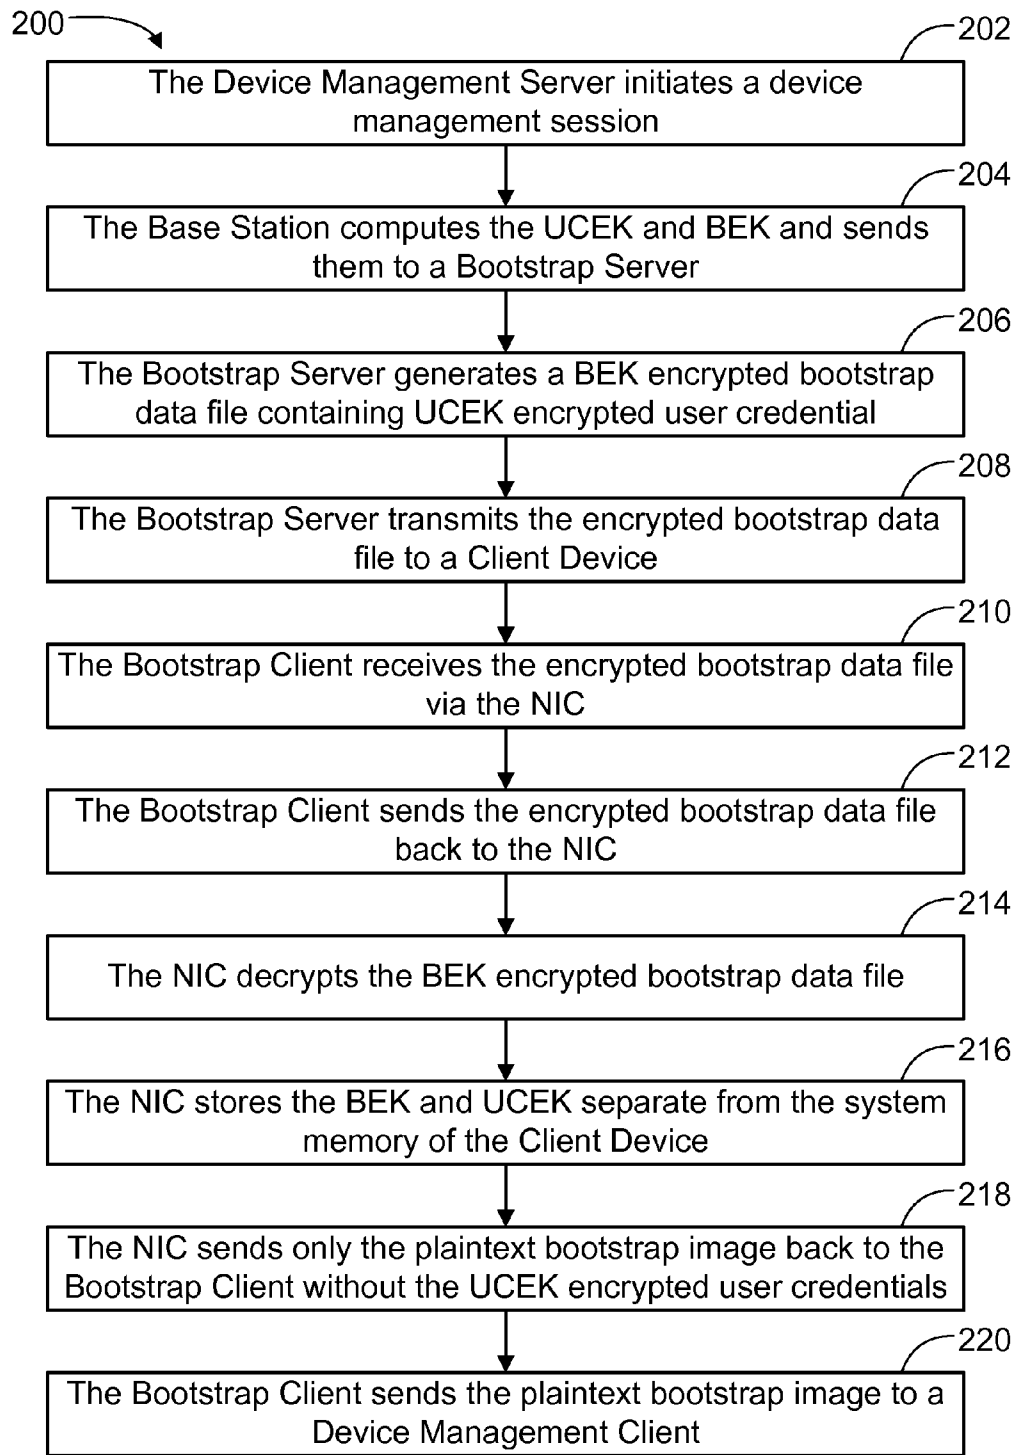 200
202
The Device Management Server initiates a device
management session
204
The Base Station computes the UCEK and BEK and sends
them to a Bootstrap Server
206
The Bootstrap Server generates a BEK encrypted bootstrap
data file containing UCEK encrypted user credential
208
The Bootstrap Server transmits the encrypted bootstrap data
file to a Client Device
210
The Bootstrap Client receives the encrypted bootstrap data file
via the NIC
212
The Bootstrap Client sends the encrypted bootstrap data file
back to the NIC
214
The NIC decrypts the BEK encrypted bootstrap data file
216
The NIC stores the BEK and UCEK separate from the system
memory of the Client Device
218
The NIC sends only the plaintext bootstrap image back to the
Bootstrap Client without the UCEK encrypted user credentials
220
The Bootstrap Client sends the plaintext bootstrap image to a
Device Management Client